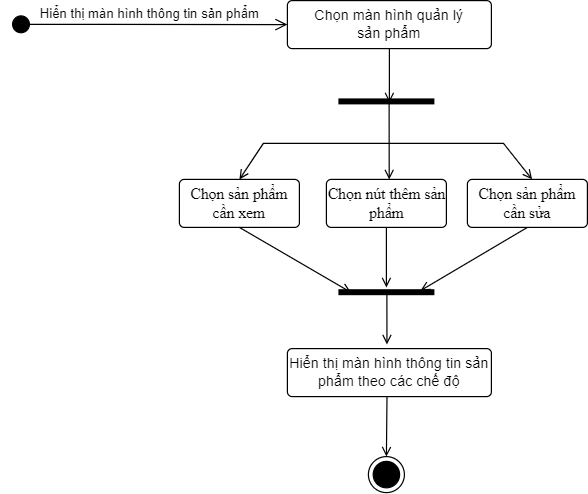 Hiển thị màn hình thông tin sản phẩm
Chọn màn hình quản lý
sản phẩm
Chọn sản phẩm
cần xem
Chọn nút thêm sản
phẩm
Chọn sản phẩm
cần sửa
Hiển thị màn hình thông tin sản
phẩm theo các chế độ